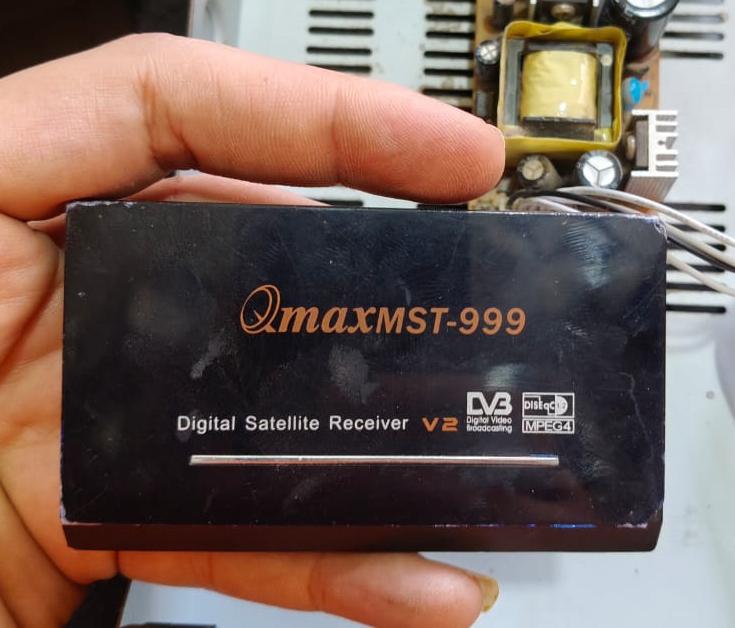 QmaxMST-999
Digital Satellite Receiver V2
DVB
Digital Video
Broadcasting
DiSEqC
MPEG4